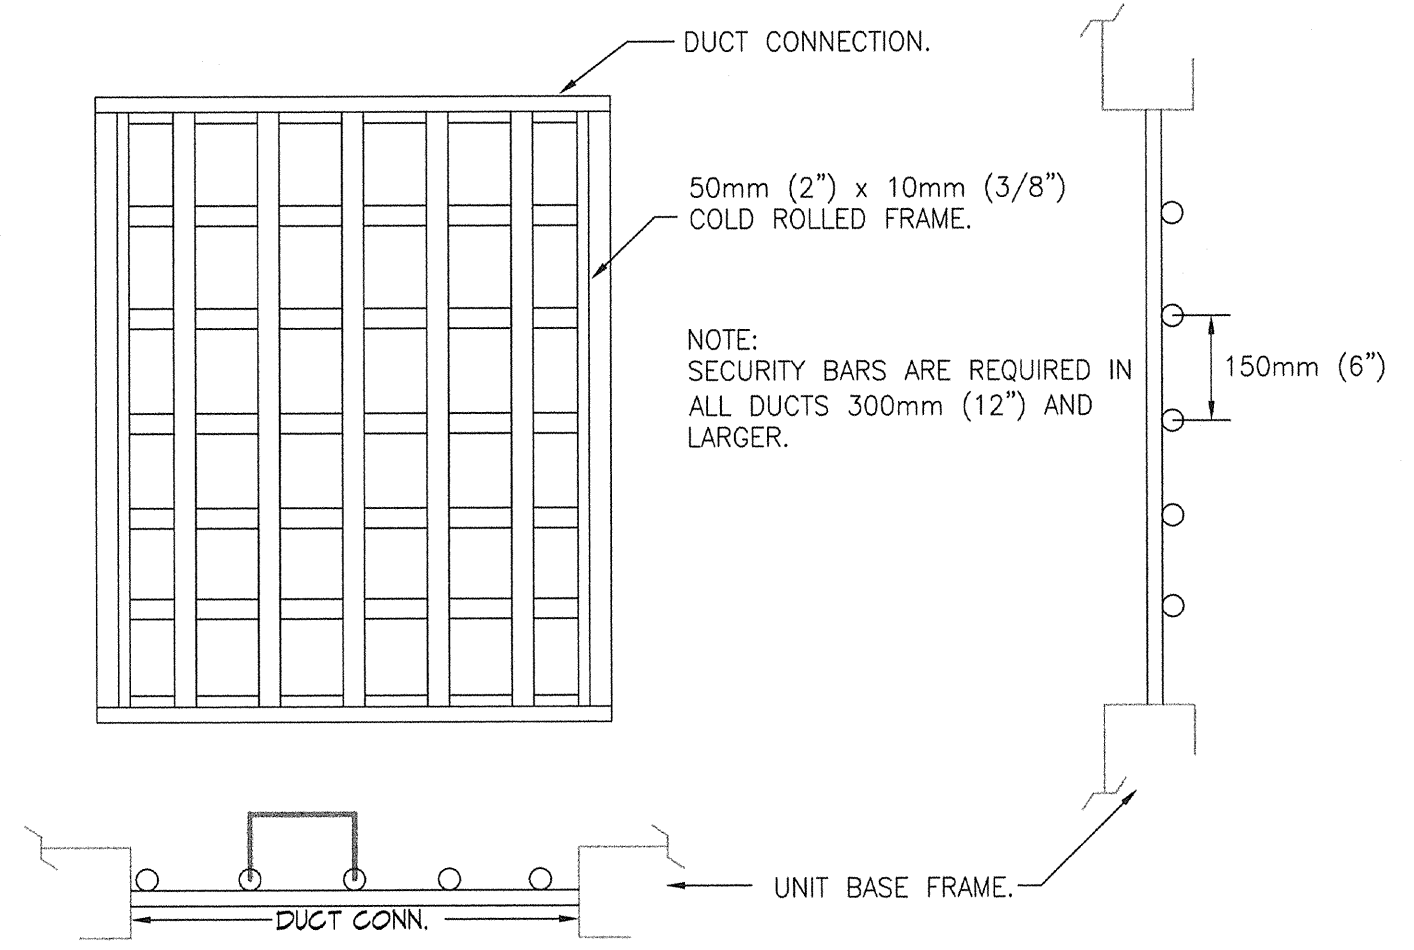 DUCT CONNECTION.
50mm (2") x 10mm (3/8")
COLD ROLLED FRAME.
NOTE:
SECURITY BARS ARE REQUIRED IN
ALL DUCTS 300mm (12") AND
LARGER.
150mm (6")
UNIT BASE FRAME.
DUCT CONN.